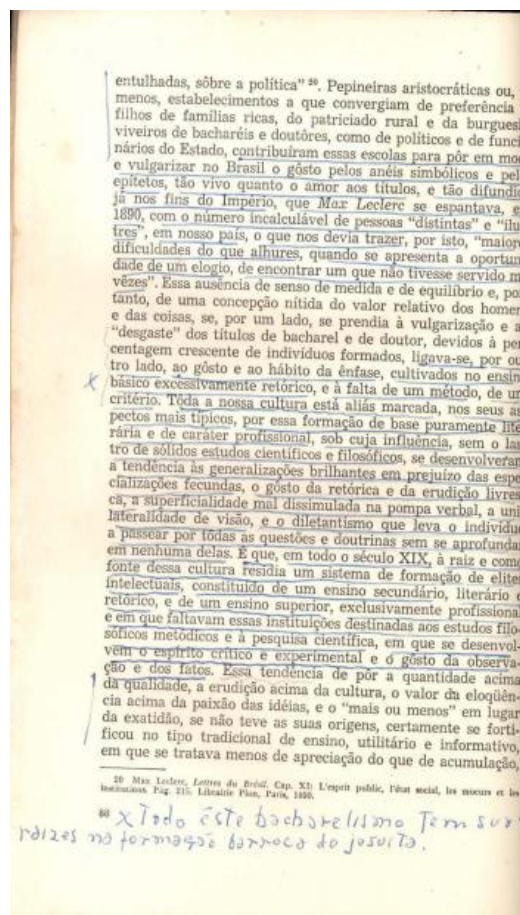 entulhadas, sôbre a política" 20. Pepineiras aristocráticas ou,
menos, estabelecimentos a que convergiam de preferência
filhos de famílias ricas, do patriciado rural e da burgues
viveiros de bacharéis e doutôres, como de políticos e de funci
nários do Estado, contribuíram essas escolas para pôr em mo
e vulgarizar no Brasil o gôsto pelos anéis simbólicos e pel
epítetos, tão vivo quanto o amor aos títulos, e tão difundi
já nos fins do Império, que Max Leclerc se espantava, e
1890, com o número incalculável de pessoas "distintas" e "ilu
tres", em nosso país, o que nos devia trazer, por isto, "maior
dificuldades do que alhures, quando se apresenta a oportun
dade de um elogio, de encontrar um que não tivesse servido m
vêzes". Essa ausência de senso de medida e de equilíbrio e, po
tanto, de uma concepção nítida do valor relativo dos homen
e das coisas, se, por um lado, se prendia à vulgarização e a
"desgaste" dos títulos de bacharel e de doutor, devidos à per
centagem crescente de indivíduos formados, ligava-se, por ou
tro lado, ao gôsto e ao hábito da ênfase, cultivados no ensin
x básico excessivamente retórico, e à falta de um método, de um
critério. Tôda a nossa cultura está aliás marcada, nos seus as
pectos mais típicos, por essa formação de base puramente lite
rária e de caráter profissional, sob cuja influência, sem o las
tro de sólidos estudos científicos e filosóficos, se desenvolveram
a tendência às generalizações brilhantes em prejuízo das espe
cializações fecundas, o gôsto da retórica e da erudição livres
ca, a superficialidade mal dissimulada na pompa verbal, a uni
lateralidade de visão, e o diletantismo que leva o indivíduo
a passear por tôdas as questões e doutrinas sem se aprofundar
em nenhuma delas. É que, em todo o século XIX, à raiz e como
fonte dessa cultura residia um sistema de formação de elites
intelectuais, constituído de um ensino secundário, literário e
retórico, e de um ensino superior, exclusivamente profissional
e em que faltavam essas instituições destinadas aos estudos filo-
sóficos metódicos e à pesquisa científica, em que se desenvol-
vem o espírito crítico e experimental e o gôsto da observa-
ção e dos fatos. Essa tendência de pôr a quantidade acima
da qualidade, a erudição acima da cultura, o valor da eloqüên-
cia acima da paixão das idéias, e o "mais ou menos" em lugar
da exatidão, se não teve as suas origens, certamente se forti-
ficou no tipo tradicional de ensino, utilitário e informativo,
em que se tratava menos de apreciação do que de acumulação,
20 Max Leclerc, Lettres du Brésil. Cap. XI: L'esprit public, l'état social, les moeurs et les
institutions. Pág. 215. Librairie Plon, Paris, 1890.
x Todo êste bacharelismo tem suas
raízes na formação barroca do jesuíta.